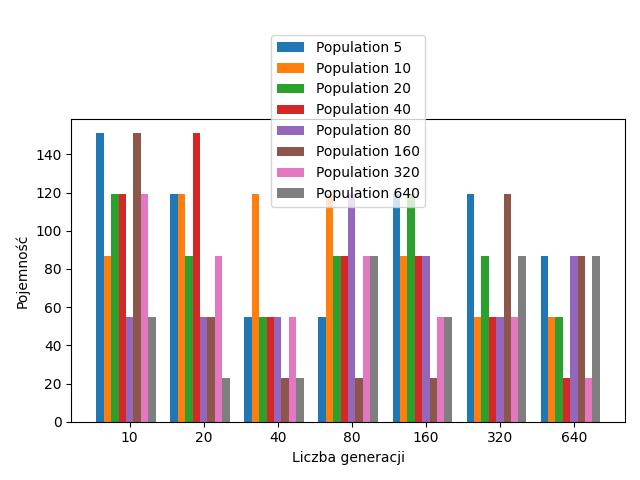 Population 5
Population 10
Population 20
Population 40
Population 80
Population 160
Population 320
Population 640
140
120
100
80
60
40
20
0
Pojemność
10 20 40 80 160 320 640
Liczba generacji